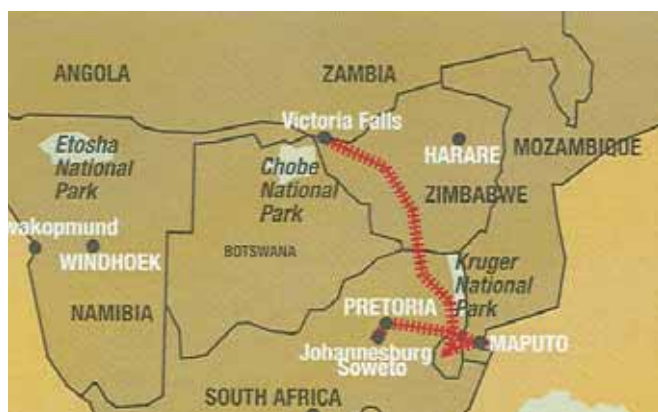 ANGOLA
ZAMBIA
Victoria Falls
Etosha
National
Park
Chobe
National
Park
HARARE
MOZAMBIQUE
ZIMBABWE
wakopmund
WINDHOEK
BOTSWANA
Kruger
National
Park
NAMIBIA
PRETORIA
MAPUTO
Johannesburg
Soweto
SOUTH AFRICA